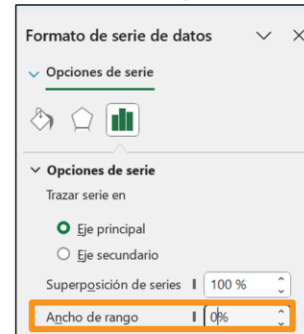 Formato de serie de datos
Opciones de serie
Opciones de serie
Trazar serie en
Eje principal
Eje secundario
Superposición de series 100 %
Ancho de rango 0%